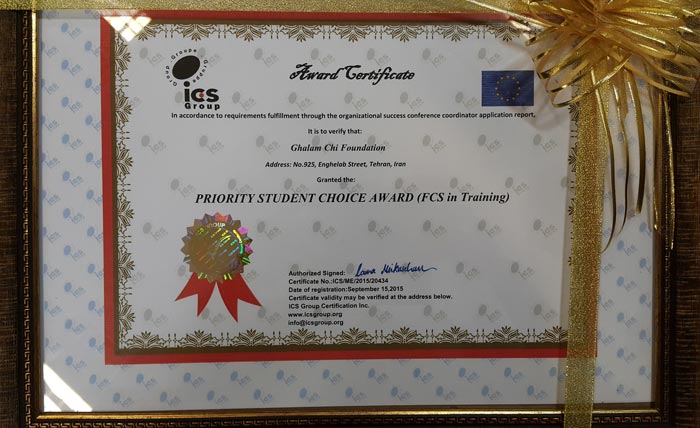 Group Groupe Gruppe
ics
Group
Award Certificate
In accordance to requirements fulfillment through the organizational success conference coordinator application report,
It is to verify that:
Ghalam Chi Foundation
Address: No.925, Enghelab Street, Tehran, Iran
Granted the:
PRIORITY STUDENT CHOICE AWARD (FCS in Training)
GROUP
Authorized Signed:
Certificate No.:ICS/ME/2015/20434
Date of registration:September 15,2015
Certificate validity may be verified at the address below.
ICS Group Certification Inc.
www.icsgroup.org
info@icsgroup.org